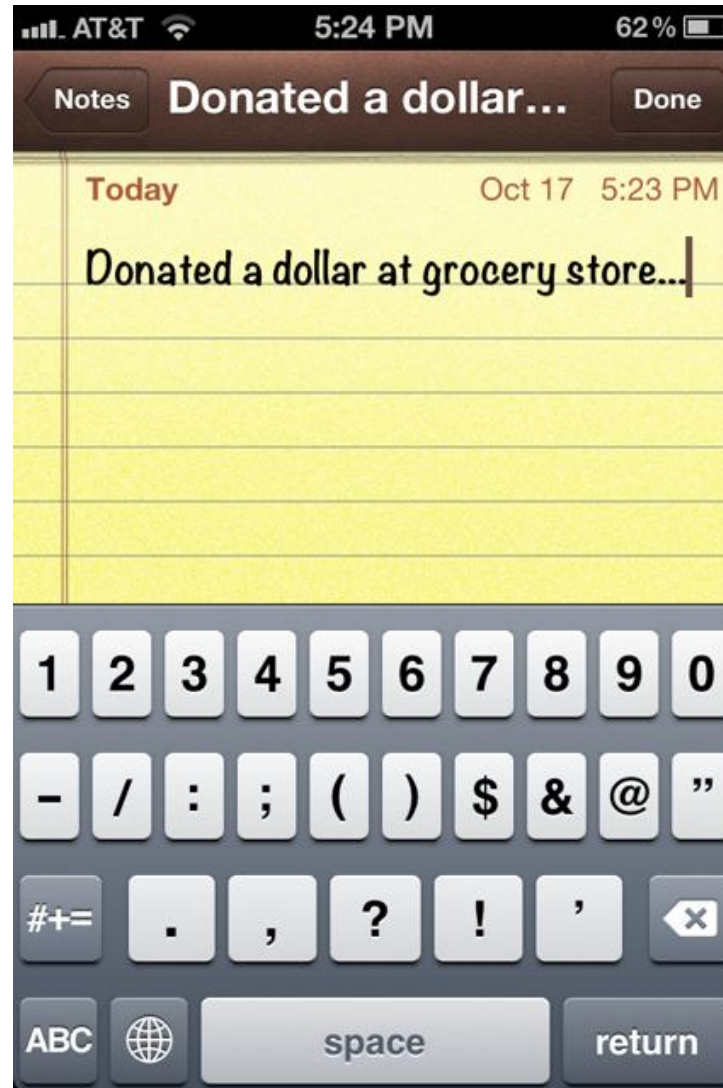 AT&T 5:24 PM 62%
Notes Donated a dollar... Done
Today Oct 17 5:23 PM
Donated a dollar at grocery store...
1 2 3 4 5 6 7 8 9 0
- / : ; ( ) $ & @ ”
#+= . , ? ! ’
ABC space return